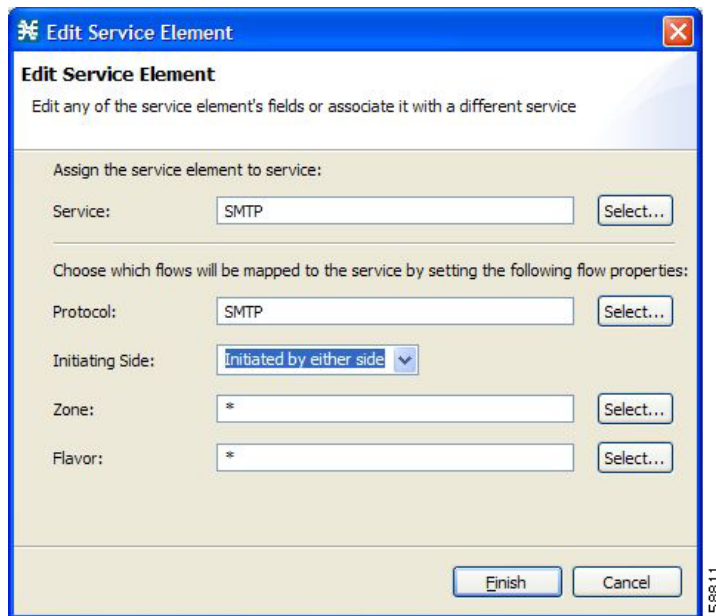 Edit Service Element
Edit Service Element
Edit any of the service element's fields or associate it with a different service
Assign the service element to service:
Service: SMTP Select...
Choose which flows will be mapped to the service by setting the following flow properties:
Protocol: SMTP Select...
Initiating Side: Initiated by either side
Zone: * Select...
Flavor: * Select...
Finish Cancel